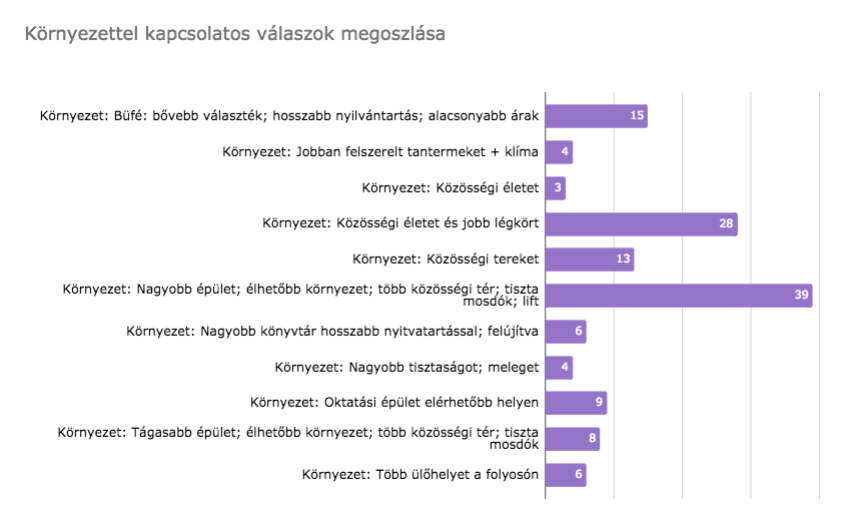 Környezettel kapcsolatos válaszok megoszlása
Környezet: Büfé: bővebb választék; hosszabb nyilvántartás; alacsonyabb árak
15
Környezet: Jobban felszerelt tantermeket + klíma
4
Környezet: Közösségi életet
3
Környezet: Közösségi életet és jobb légkört
28
Környezet: Közösségi tereket
13
Környezet: Nagyobb épület; élhetőbb környezet; több közösségi tér; tiszta
mosdók; lift
39
Környezet: Nagyobb könyvtár hosszabb nyitvatartással; felújítva
6
Környezet: Nagyobb tisztaságot; meleget
4
Környezet: Oktatási épület elérhetőbb helyen
9
Környezet: Tágasabb épület; élhetőbb környezet; több közösségi tér; tiszta
mosdók
8
Környezet: Több ülőhelyet a folyosón
6